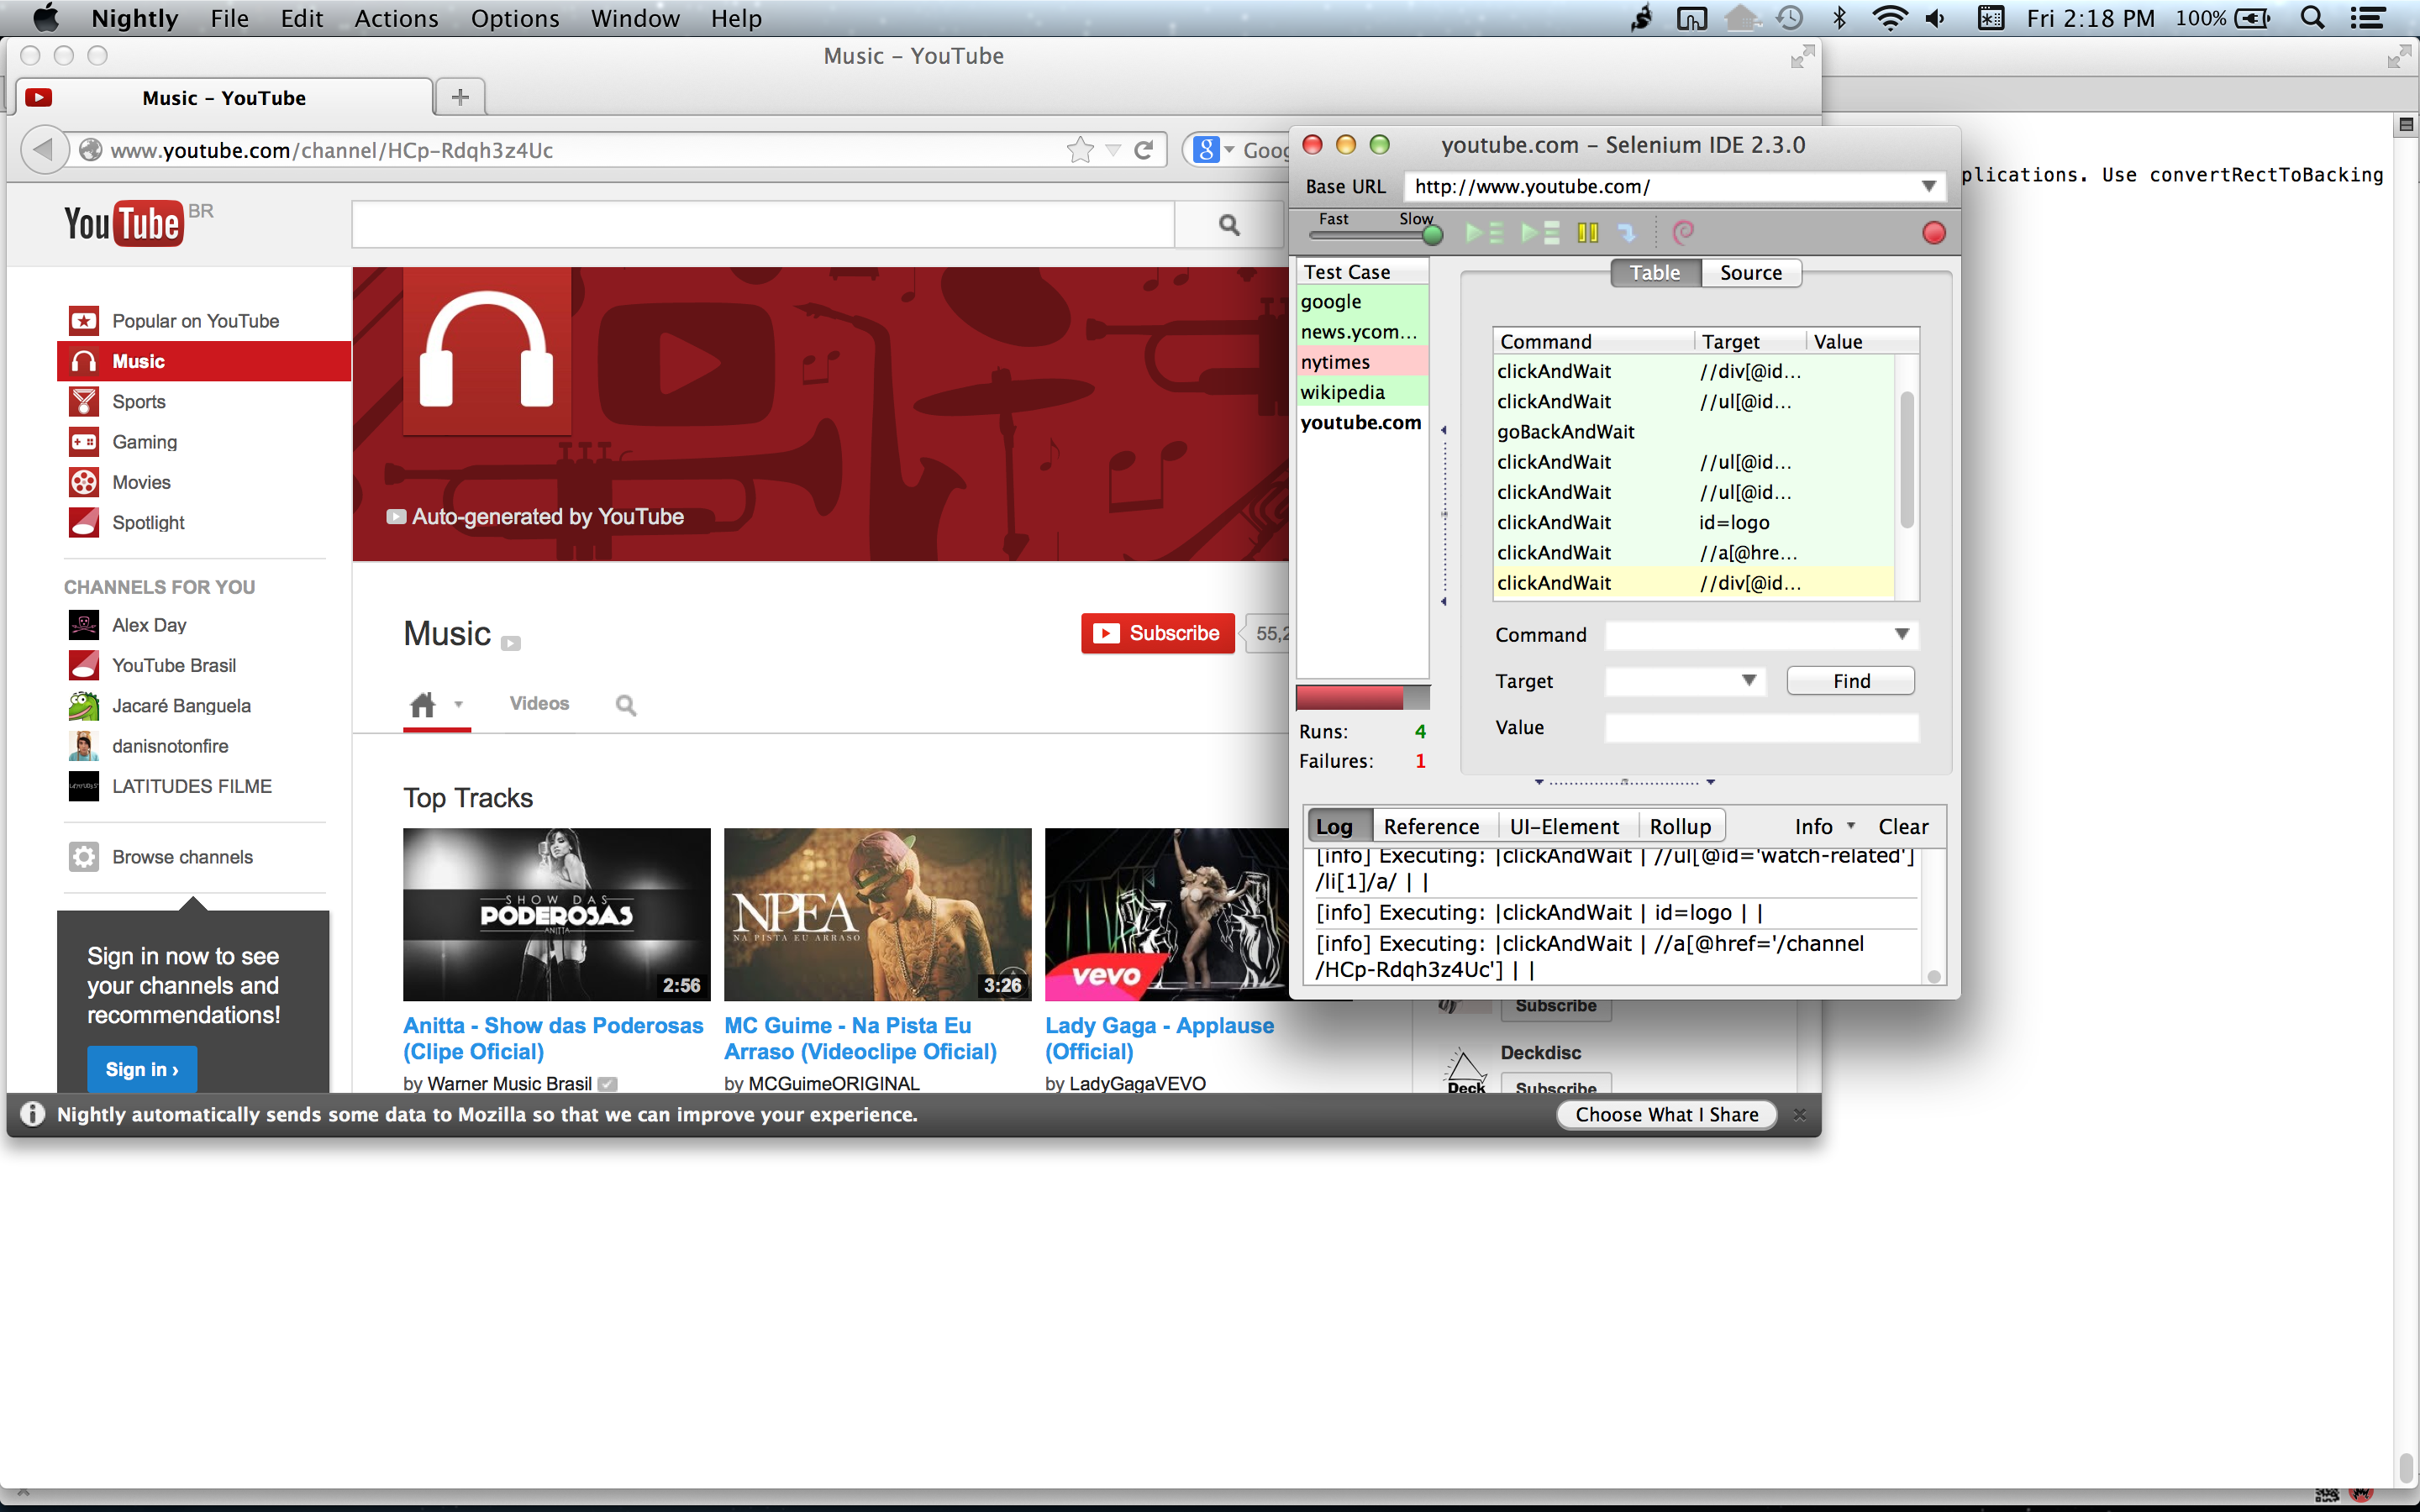 Nightly File Edit Actions Options Window Help
Fri 2:18 PM 100%
Music – YouTube
Music – YouTube
www.youtube.com/channel/HCp-Rdqh3z4Uc
YouTube BR
Popular on YouTube
Music
Sports
Gaming
Movies
Spotlight
CHANNELS FOR YOU
Alex Day
YouTube Brasil
Jacaré Banguela
danisnotonfire
LATITUDES FILME
Browse channels
Sign in now to see
your channels and
recommendations!
Sign in ›
Auto-generated by YouTube
Music
Subscribe
Videos
Top Tracks
SHOW DAS
PODEROSAS
ANITTA
2:56
NPEA
NA PISTA EU ARRASO
3:26
vevo
Anitta - Show das Poderosas
(Clipe Oficial)
by Warner Music Brasil
MC Guime - Na Pista Eu
Arraso (Videoclipe Oficial)
by MCGuimeORIGINAL
Lady Gaga - Applause
(Official)
by LadyGagaVEVO
Subscribe
Deckdisc
Deck
Subscribe
Nightly automatically sends some data to Mozilla so that we can improve your experience.
Choose What I Share
youtube.com – Selenium IDE 2.3.0
Base URL http://www.youtube.com/
Fast Slow
Test Case
google
news.ycom...
nytimes
wikipedia
youtube.com
Runs: 4
Failures: 1
Table Source
Command Target Value
clickAndWait //div[@id...
clickAndWait //ul[@id...
goBackAndWait
clickAndWait //ul[@id...
clickAndWait //ul[@id...
clickAndWait id=logo
clickAndWait //a[@hre...
clickAndWait //div[@id...
Command
Target Find
Value
Log Reference UI-Element Rollup Info Clear
[info] Executing: |clickAndWait | //ul[@id='watch-related']
/li[1]/a/ | |
[info] Executing: |clickAndWait | id=logo | |
[info] Executing: |clickAndWait | //a[@href='/channel
/HCp-Rdqh3z4Uc'] | |
plications. Use convertRectToBacking